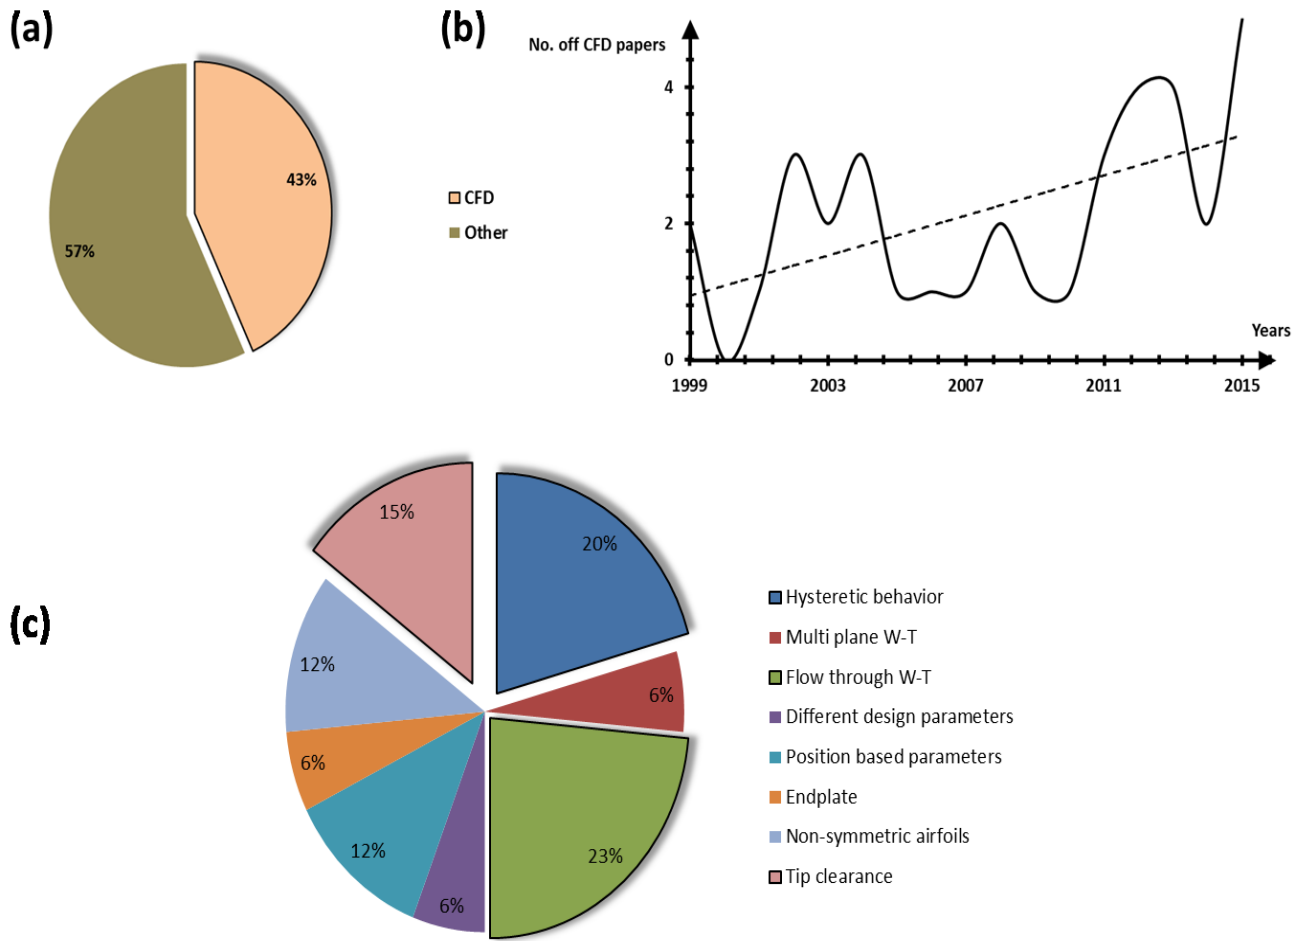 (a)
43%
57%
CFD
Other
(b)
No. off CFD papers
4
2
0
Years
1999 2003 2007 2011 2015
(c)
15%
20%
12%
6%
6%
12%
23%
6%
Hysteretic behavior
Multi plane W-T
Flow through W-T
Different design parameters
Position based parameters
Endplate
Non-symmetric airfoils
Tip clearance